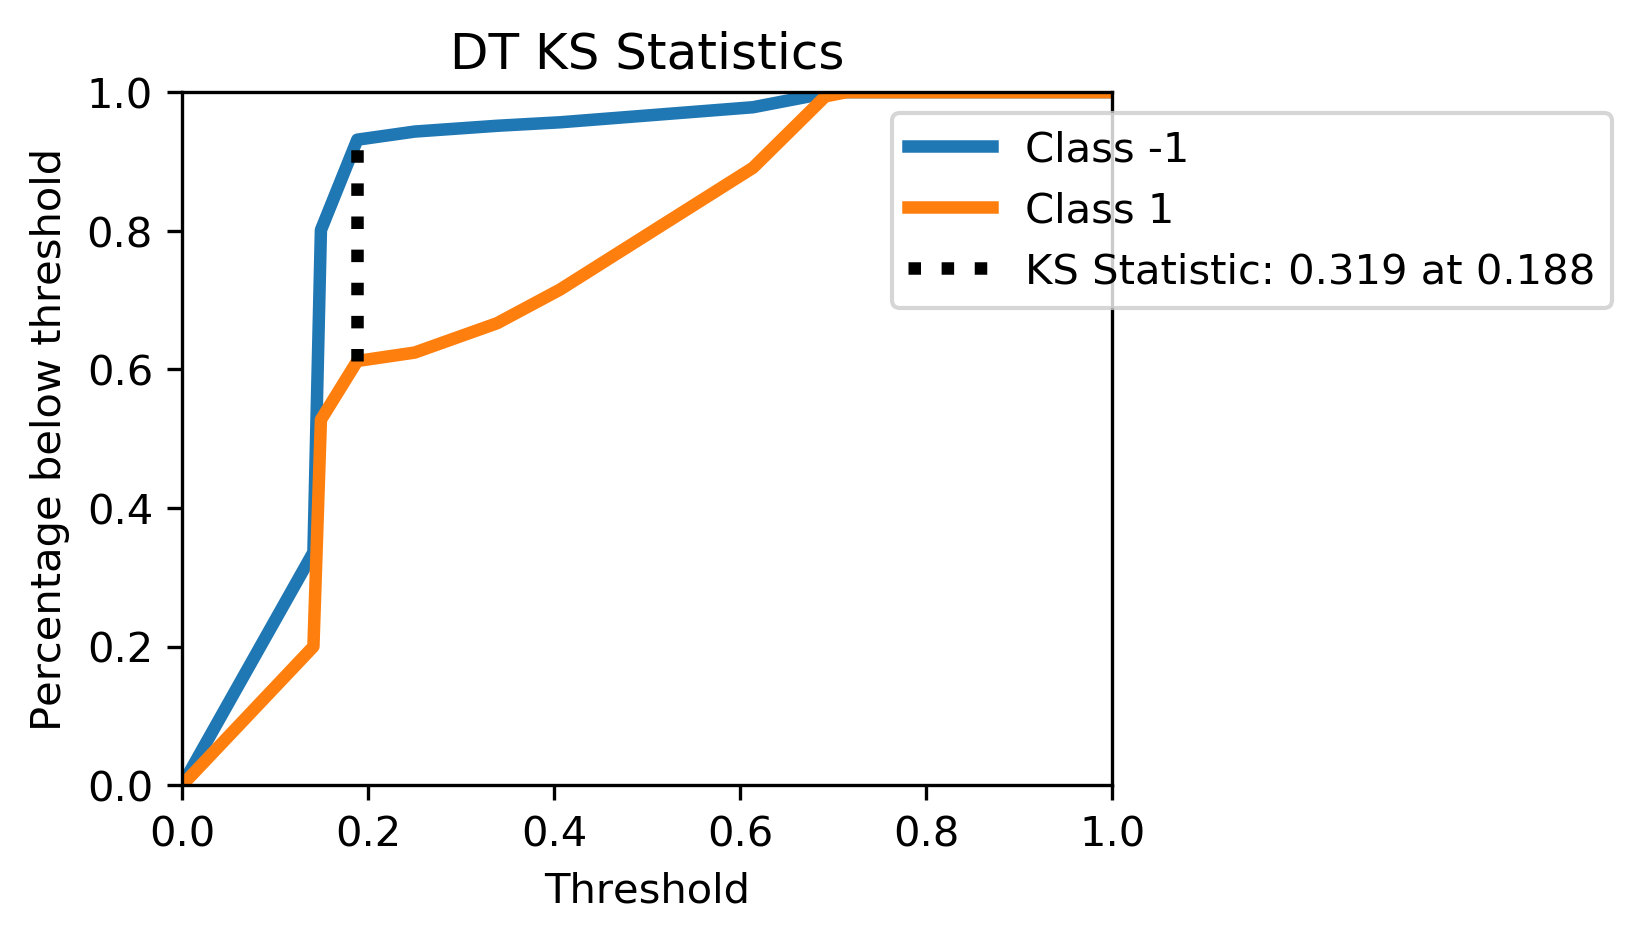 DT KS Statistics
Percentage below threshold
1.0
0.8
0.6
0.4
0.2
0.0
Class -1
Class 1
KS Statistic: 0.319 at 0.188
0.0 0.2 0.4 0.6 0.8 1.0
Threshold